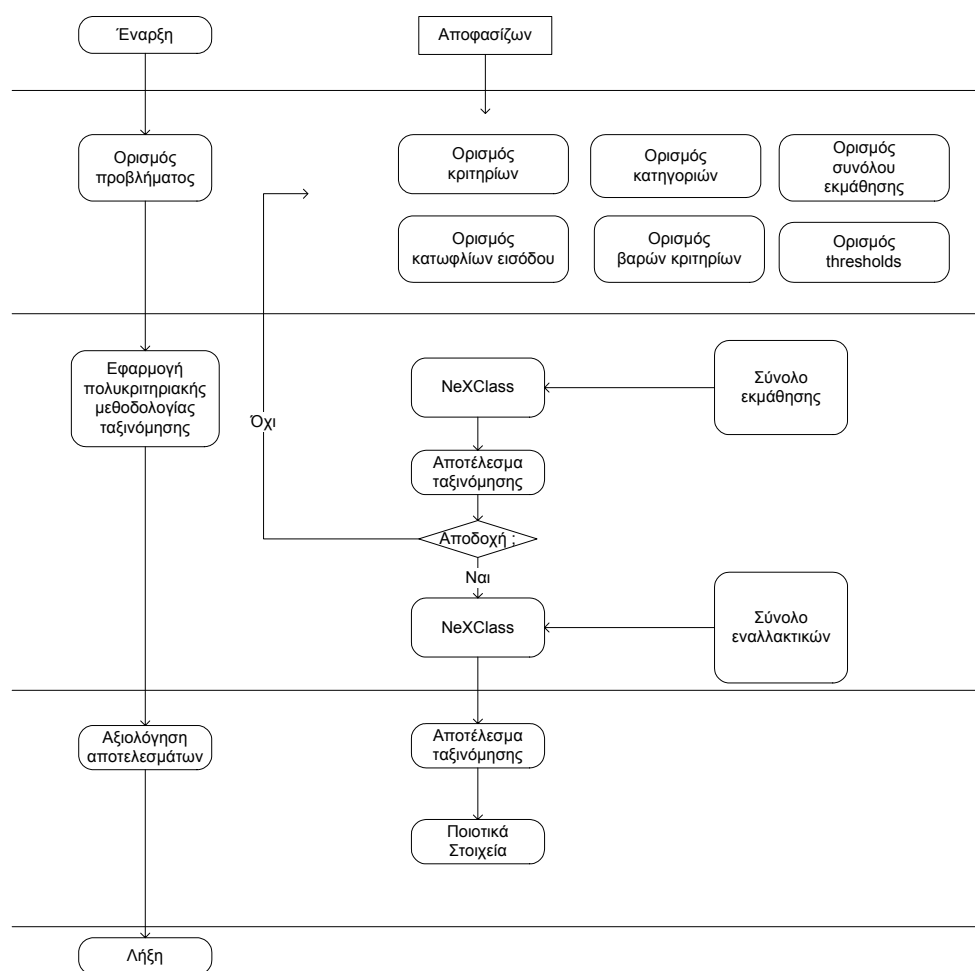 Έναρξη
Αποφασίζων
Ορισμός
προβλήματος
Ορισμός
κριτηρίων
Ορισμός
κατηγοριών
Ορισμός
συνόλου
εκμάθησης
Ορισμός
κατωφλίων εισόδου
Ορισμός
βαρών κριτηρίων
Ορισμός
thresholds
Εφαρμογή
πολυκριτηριακής
μεθοδολογίας
ταξινόμησης
Όχι
NeXClass
Σύνολο
εκμάθησης
Αποτέλεσμα
ταξινόμησης
Αποδοχή ;
Ναι
NeXClass
Σύνολο
εναλλακτικών
Αξιολόγηση
αποτελεσμάτων
Αποτέλεσμα
ταξινόμησης
Ποιοτικά
Στοιχεία
Λήξη